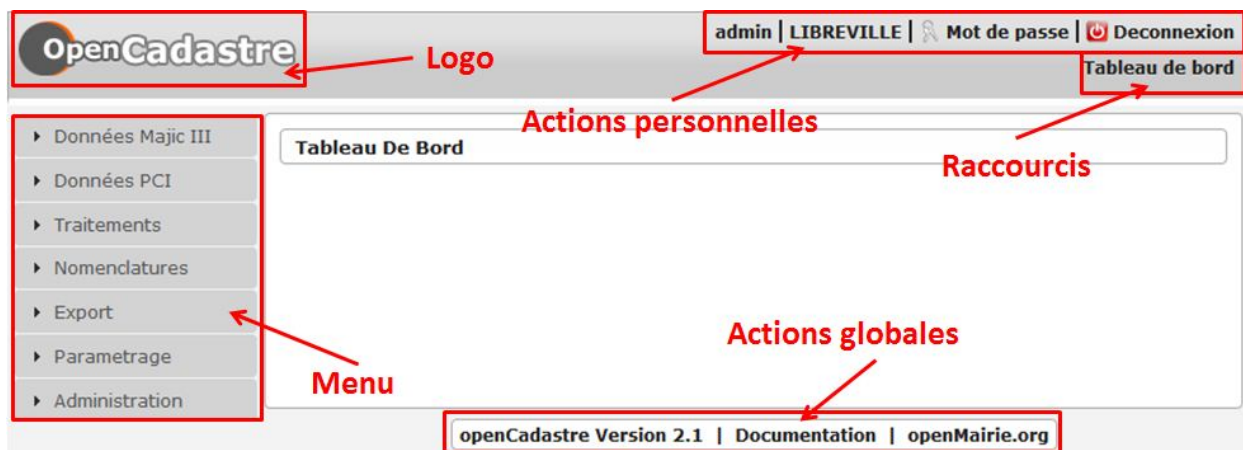 OpenCadastre
Logo
admin | LIBREVILLE | Mot de passe | Deconnexion
Tableau de bord
Actions personnelles
Raccourcis
Données Majic III
Données PCI
Traitements
Nomenclatures
Export
Parametrage
Administration
Menu
Tableau De Bord
Actions globales
openCadastre Version 2.1 | Documentation | openMairie.org